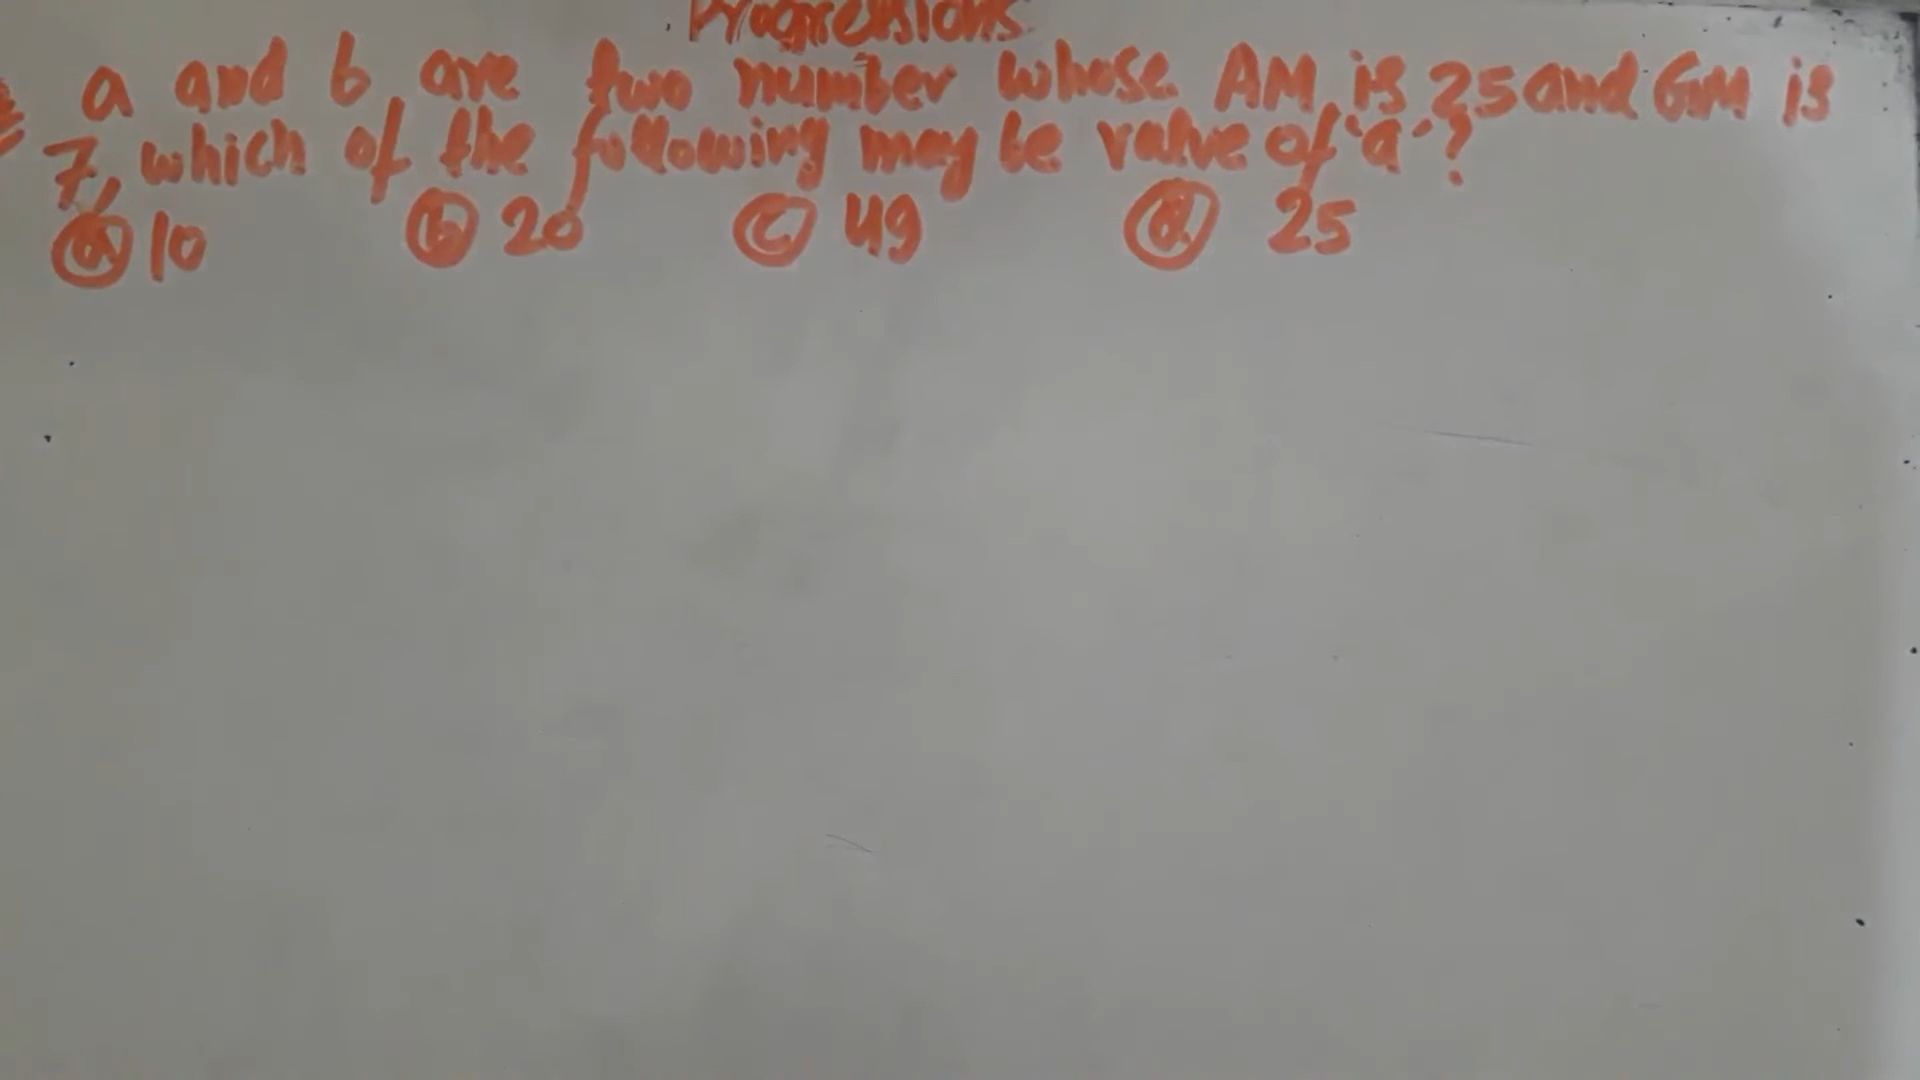 Progressions
a and b are two number whose AM is 25 and GM is
7, which of the following may be value of 'a'?
(a) 10 (b) 20 (c) 49 (d) 25